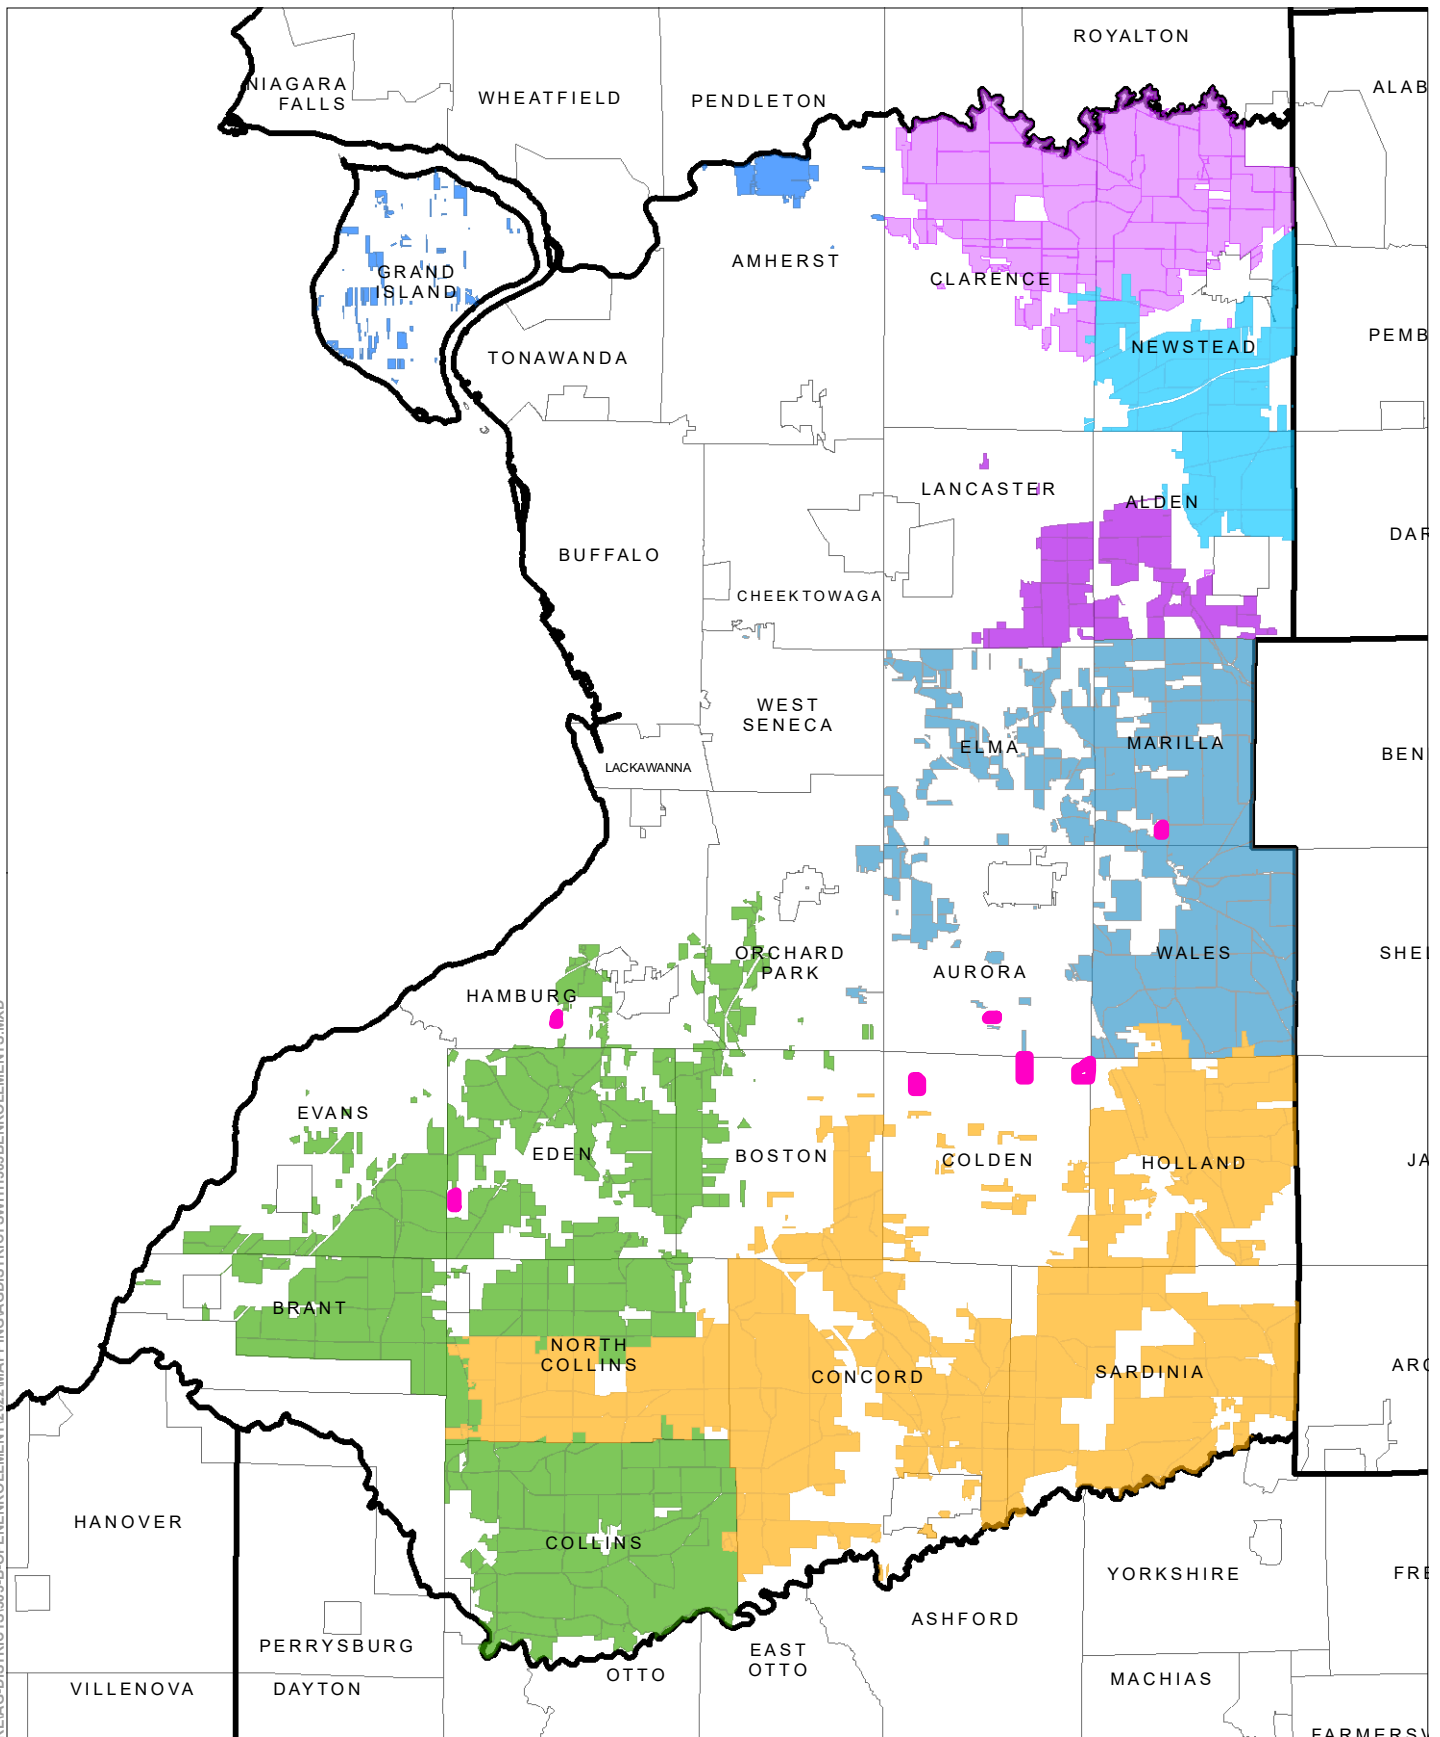 ROYALTON
NIAGARA
FALLS
WHEATFIELD
PENDLETON
ALAB
GRAND
ISLAND
AMHERST
CLARENCE
TONAWANDA
NEWSTEAD
PEMB
LANCASTER
ALDEN
BUFFALO
DAR
CHEEKTOWAGA
WEST
SENECA
ELMA
MARILLA
BEN
LACKAWANNA
ORCHARD
PARK
AURORA
WALES
SHEL
HAMBURG
EVANS
EDEN
BOSTON
COLDEN
HOLLAND
JA
BRANT
NORTH
COLLINS
CONCORD
SARDINIA
ARC
HANOVER
COLLINS
YORKSHIRE
FRE
ASHFORD
PERRYSBURG
EAST
OTTO
OTTO
MACHIAS
VILLENOVA
DAYTON
FARMERSV